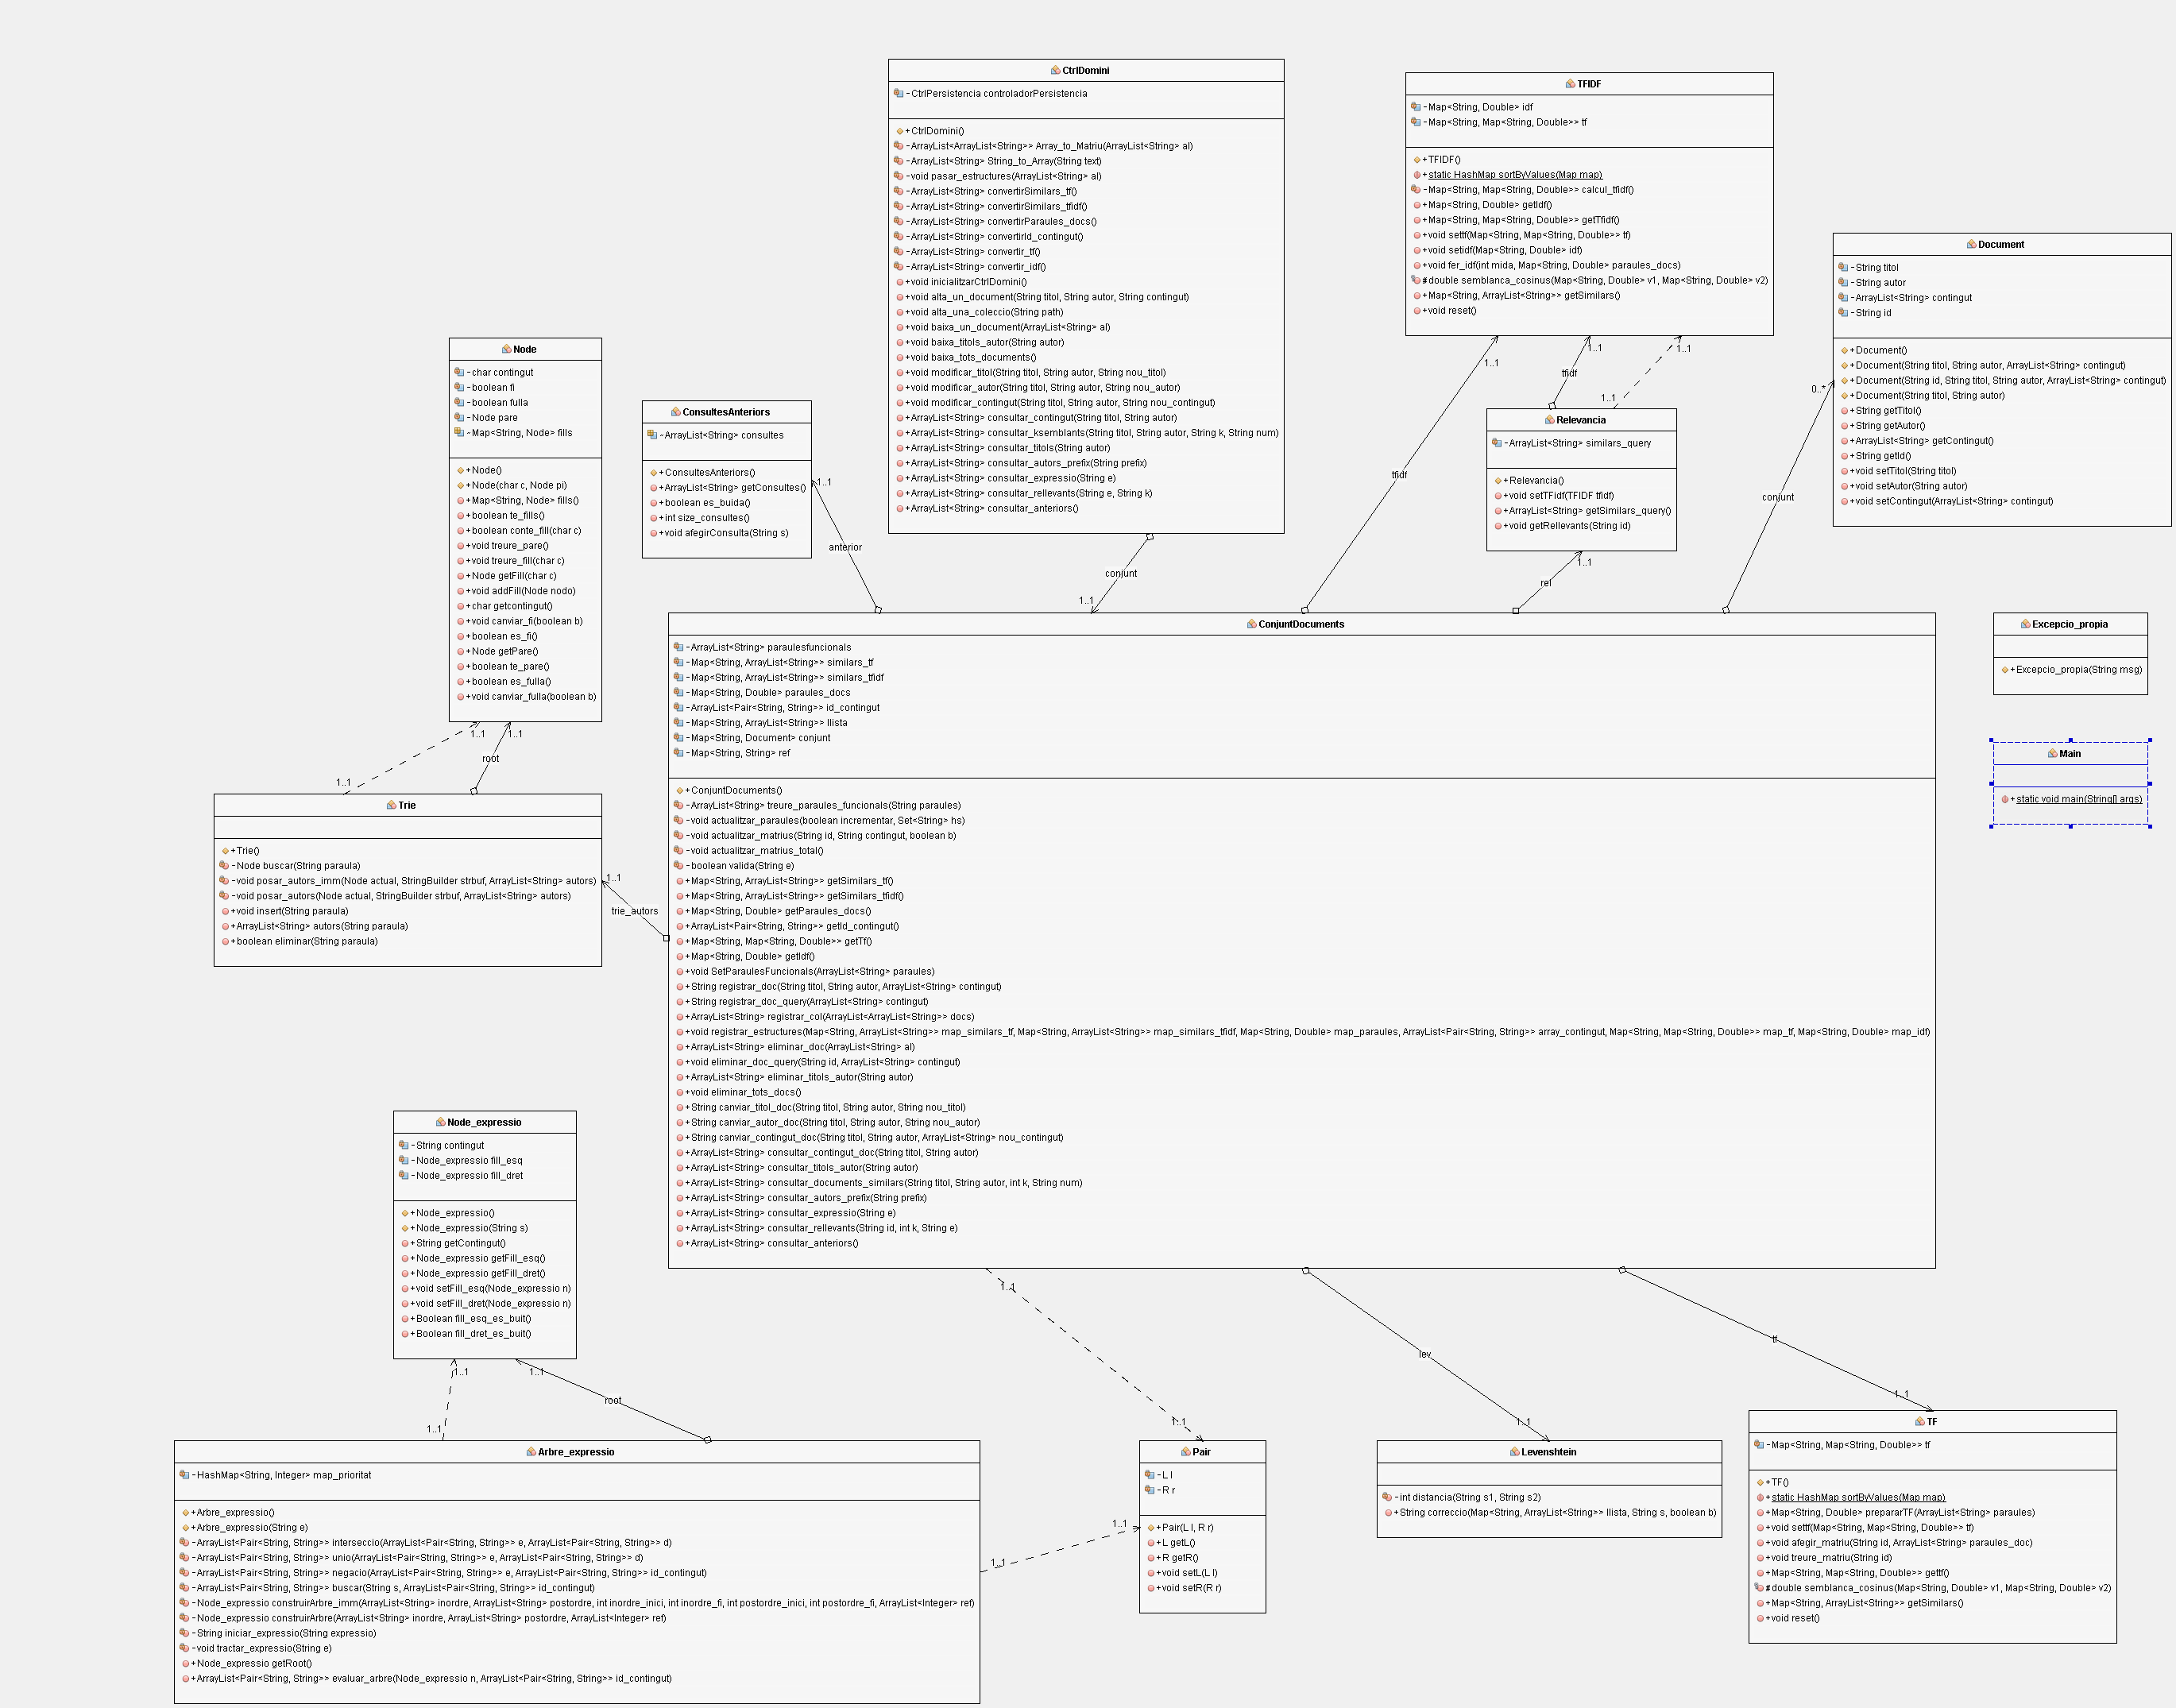 CtrlDomini
-CtrlPersistencia controladorPersistencia
+CtrlDomini()
-ArrayList<ArrayList<String>> Array_to_Matriu(ArrayList<String> al)
-ArrayList<String> String_to_Array(String text)
-void pasar_estructures(ArrayList<String> al)
-ArrayList<String> convertirSimilars_tf()
-ArrayList<String> convertirSimilars_tfidf()
-ArrayList<String> convertirParaules_docs()
-ArrayList<String> convertirId_contingut()
-ArrayList<String> convertir_tf()
-ArrayList<String> convertir_idf()
+void inicialitzarCtrlDomini()
+void alta_un_document(String titol, String autor, String contingut)
+void alta_una_coleccio(String path)
+void baixa_un_document(ArrayList<String> al)
+void baixa_titols_autor(String autor)
+void baixa_tots_documents()
+void modificar_titol(String titol, String autor, String nou_titol)
+void modificar_autor(String titol, String autor, String nou_autor)
+void modificar_contingut(String titol, String autor, String nou_contingut)
+ArrayList<String> consultar_contingut(String titol, String autor)
+ArrayList<String> consultar_ksemblants(String titol, String autor, String k, String num)
+ArrayList<String> consultar_titols(String autor)
+ArrayList<String> consultar_autors_prefix(String prefix)
+ArrayList<String> consultar_expressio(String e)
+ArrayList<String> consultar_rellevants(String e, String k)
+ArrayList<String> consultar_anteriors()
TFIDF
-Map<String, Double> idf
-Map<String, Map<String, Double>> tf
+TFIDF()
+static HashMap sortByValues(Map map)
-Map<String, Map<String, Double>> calcul_tfidf()
+Map<String, Double> getIdf()
+Map<String, Map<String, Double>> getTfidf()
+void settf(Map<String, Map<String, Double>> tf)
+void setidf(Map<String, Double> idf)
+void fer_idf(int mida, Map<String, Double> paraules_docs)
#double semblanca_cosinus(Map<String, Double> v1, Map<String, Double> v2)
+Map<String, ArrayList<String>> getSimilars()
+void reset()
Document
-String titol
-String autor
-ArrayList<String> contingut
-String id
+Document()
+Document(String titol, String autor, ArrayList<String> contingut)
+Document(String id, String titol, String autor, ArrayList<String> contingut)
+Document(String titol, String autor)
+String getTitol()
+String getAutor()
+ArrayList<String> getContingut()
+String getId()
+void setTitol(String titol)
+void setAutor(String autor)
+void setContingut(ArrayList<String> contingut)
Node
-char contingut
-boolean fi
-boolean fulla
-Node pare
-Map<String, Node> fills
+Node()
+Node(char c, Node pi)
+Map<String, Node> fills()
+boolean te_fills()
+boolean conte_fill(char c)
+void treure_pare()
+void treure_fill(char c)
+Node getFill(char c)
+void addFill(Node nodo)
+char getcontingut()
+void canviar_fi(boolean b)
+boolean es_fi()
+Node getPare()
+boolean te_pare()
+boolean es_fulla()
+void canviar_fulla(boolean b)
ConsultesAnteriors
-ArrayList<String> consultes
+ConsultesAnteriors()
+ArrayList<String> getConsultes()
+boolean es_buida()
+int size_consultes()
+void afegirConsulta(String s)
Relevancia
-ArrayList<String> similars_query
+Relevancia()
+void setTFidf(TFIDF tfidf)
+ArrayList<String> getSimilars_query()
+void getRellevants(String id)
1..1
1..1
1..1
tfidf
1..1
0..*
tfidf
conjunt
1..1
anterior
conjunt
1..1
1..1
rel
ConjuntDocuments
-ArrayList<String> paraulesfuncionals
-Map<String, ArrayList<String>> similars_tf
-Map<String, ArrayList<String>> similars_tfidf
-Map<String, Double> paraules_docs
-ArrayList<Pair<String, String>> id_contingut
-Map<String, ArrayList<String>> llista
-Map<String, Document> conjunt
-Map<String, String> ref
+ConjuntDocuments()
-ArrayList<String> treure_paraules_funcionals(String paraules)
-void actualitzar_paraules(boolean incrementar, Set<String> hs)
-void actualitzar_matrius(String id, String contingut, boolean b)
-void actualitzar_matrius_total()
-boolean valida(String e)
+Map<String, ArrayList<String>> getSimilars_tf()
+Map<String, ArrayList<String>> getSimilars_tfidf()
+Map<String, Double> getParaules_docs()
+ArrayList<Pair<String, String>> getId_contingut()
+Map<String, Map<String, Double>> getTf()
+Map<String, Double> getIdf()
+void SetParaulesFuncionals(ArrayList<String> paraules)
+String registrar_doc(String titol, String autor, ArrayList<String> contingut)
+String registrar_doc_query(ArrayList<String> contingut)
+ArrayList<String> registrar_col(ArrayList<ArrayList<String>> docs)
+void registrar_estructures(Map<String, ArrayList<String>> map_similars_tf, Map<String, ArrayList<String>> map_similars_tfidf, Map<String, Double> map_paraules, ArrayList<Pair<String, String>> array_contingut, Map<String, Map<String, Double>> map_tf, Map<String, Double> map_idf)
+ArrayList<String> eliminar_doc(ArrayList<String> al)
+void eliminar_doc_query(String id, ArrayList<String> contingut)
+ArrayList<String> eliminar_titols_autor(String autor)
+void eliminar_tots_docs()
+String canviar_titol_doc(String titol, String autor, String nou_titol)
+String canviar_autor_doc(String titol, String autor, String nou_autor)
+String canviar_contingut_doc(String titol, String autor, ArrayList<String> nou_contingut)
+ArrayList<String> consultar_contingut_doc(String titol, String autor)
+ArrayList<String> consultar_titols_autor(String autor)
+ArrayList<String> consultar_documents_similars(String titol, String autor, int k, String num)
+ArrayList<String> consultar_autors_prefix(String prefix)
+ArrayList<String> consultar_expressio(String e)
+ArrayList<String> consultar_rellevants(String id, int k, String e)
+ArrayList<String> consultar_anteriors()
Excepcio_propia
+Excepcio_propia(String msg)
Main
+static void main(String[] args)
1..1
1..1
root
1..1
Trie
+Trie()
-Node buscar(String paraula)
-void posar_autors_imm(Node actual, StringBuilder strbuf, ArrayList<String> autors)
-void posar_autors(Node actual, StringBuilder strbuf, ArrayList<String> autors)
+void insert(String paraula)
+ArrayList<String> autors(String paraula)
+boolean eliminar(String paraula)
1..1
trie_autors
Node_expressio
-String contingut
-Node_expressio fill_esq
-Node_expressio fill_dret
+Node_expressio()
+Node_expressio(String s)
+String getContingut()
+Node_expressio getFill_esq()
+Node_expressio getFill_dret()
+void setFill_esq(Node_expressio n)
+void setFill_dret(Node_expressio n)
+Boolean fill_esq_es_buit()
+Boolean fill_dret_es_buit()
1..1
1..1
root
1..1
1..1
1..1
lev
1..1
tf
1..1
Arbre_expressio
-HashMap<String, Integer> map_prioritat
+Arbre_expressio()
+Arbre_expressio(String e)
-ArrayList<Pair<String, String>> interseccio(ArrayList<Pair<String, String>> e, ArrayList<Pair<String, String>> d)
-ArrayList<Pair<String, String>> unio(ArrayList<Pair<String, String>> e, ArrayList<Pair<String, String>> d)
-ArrayList<Pair<String, String>> negacio(ArrayList<Pair<String, String>> e, ArrayList<Pair<String, String>> id_contingut)
-ArrayList<Pair<String, String>> buscar(String s, ArrayList<Pair<String, String>> id_contingut)
-Node_expressio construirArbre_imm(ArrayList<String> inordre, ArrayList<String> postordre, int inordre_inici, int inordre_fi, int postordre_inici, int postordre_fi, ArrayList<Integer> ref)
-Node_expressio construirArbre(ArrayList<String> inordre, ArrayList<String> postordre, ArrayList<Integer> ref)
-String iniciar_expressio(String expressio)
-void tractar_expressio(String e)
+Node_expressio getRoot()
+ArrayList<Pair<String, String>> evaluar_arbre(Node_expressio n, ArrayList<Pair<String, String>> id_contingut)
1..1
1..1
Pair
-L l
-R r
+Pair(L l, R r)
+L getL()
+R getR()
+void setL(L l)
+void setR(R r)
Levenshtein
-int distancia(String s1, String s2)
+String correccio(Map<String, ArrayList<String>> llista, String s, boolean b)
TF
-Map<String, Map<String, Double>> tf
+TF()
+static HashMap sortByValues(Map map)
+Map<String, Double> prepararTF(ArrayList<String> paraules)
+void settf(Map<String, Map<String, Double>> tf)
+void afegir_matriu(String id, ArrayList<String> paraules_doc)
+void treure_matriu(String id)
+Map<String, Map<String, Double>> gettf()
#double semblanca_cosinus(Map<String, Double> v1, Map<String, Double> v2)
+Map<String, ArrayList<String>> getSimilars()
+void reset()